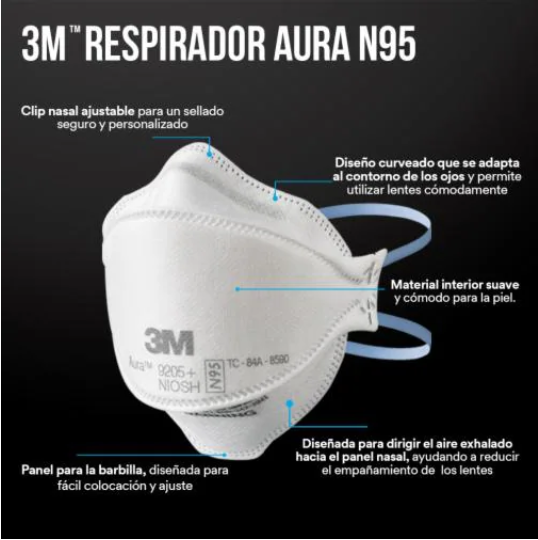 3M™ RESPIRADOR AURA N95
Clip nasal ajustable para un sellado
seguro y personalizado
Diseño curveado que se adapta
al contorno de los ojos y permite
utilizar lentes cómodamente
Material interior suave
y cómodo para la piel.
3M
Aura™ 9205+
NIOSH
N95
TC - 84A - 8590
Diseñada para dirigir el aire exhalado
hacia el panel nasal, ayudando a reducir
el empañamiento de los lentes
Panel para la barbilla, diseñada para
fácil colocación y ajuste